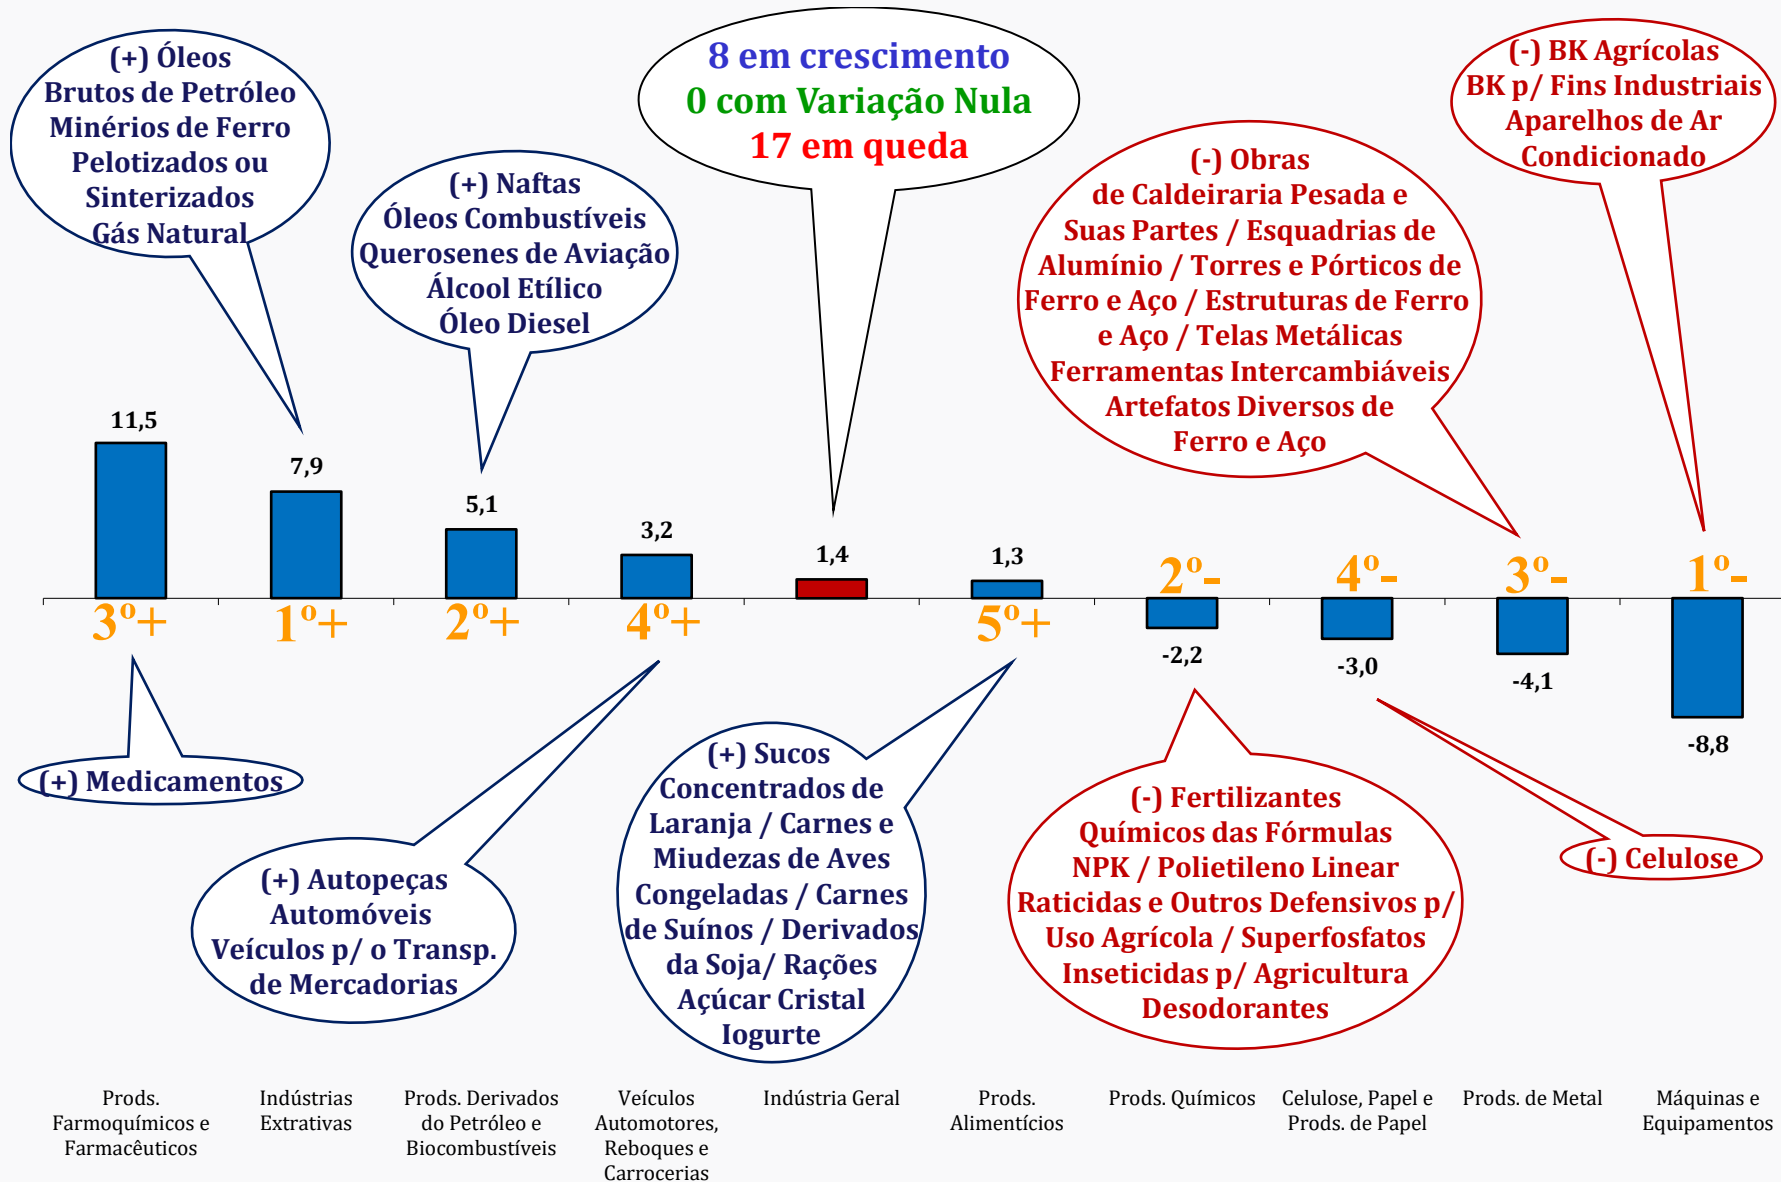 (+) Óleos
Brutos de Petróleo
Minérios de Ferro
Pelotizados ou
Sinterizados
Gás Natural
(+) Naftas
Óleos Combustíveis
Querosenes de Aviação
Álcool Etílico
Óleo Diesel
8 em crescimento
0 com Variação Nula
17 em queda
(-) Obras
de Caldeiraria Pesada e
Suas Partes / Esquadrias de
Alumínio / Torres e Pórticos de
Ferro e Aço / Estruturas de Ferro
e Aço / Telas Metálicas
Ferramentas Intercambiáveis
Artefatos Diversos de
Ferro e Aço
(-) BK Agrícolas
BK p/ Fins Industriais
Aparelhos de Ar
Condicionado
11,5
7,9
5,1
3,2
1,4
1,3
2º-
4º-
3º-
1º-
3º+
1º+
2º+
4º+
5º+
-2,2
-3,0
-4,1
-8,8
(+) Medicamentos
(+) Autopeças
Automóveis
Veículos p/ o Transp.
de Mercadorias
(+) Sucos
Concentrados de
Laranja / Carnes e
Miudezas de Aves
Congeladas / Carnes
de Suínos / Derivados
da Soja/ Rações
Açúcar Cristal
Iogurte
(-) Fertilizantes
Químicos das Fórmulas
NPK / Polietileno Linear
Raticidas e Outros Defensivos p/
Uso Agrícola / Superfosfatos
Inseticidas p/ Agricultura
Desodorantes
(-) Celulose
Prods.
Farmoquímicos e
Farmacêuticos
Indústrias
Extrativas
Prods. Derivados
do Petróleo e
Biocombustíveis
Veículos
Automotores,
Reboques e
Carrocerias
Indústria Geral
Prods.
Alimentícios
Prods. Químicos
Celulose, Papel e
Prods. de Papel
Prods. de Metal
Máquinas e
Equipamentos